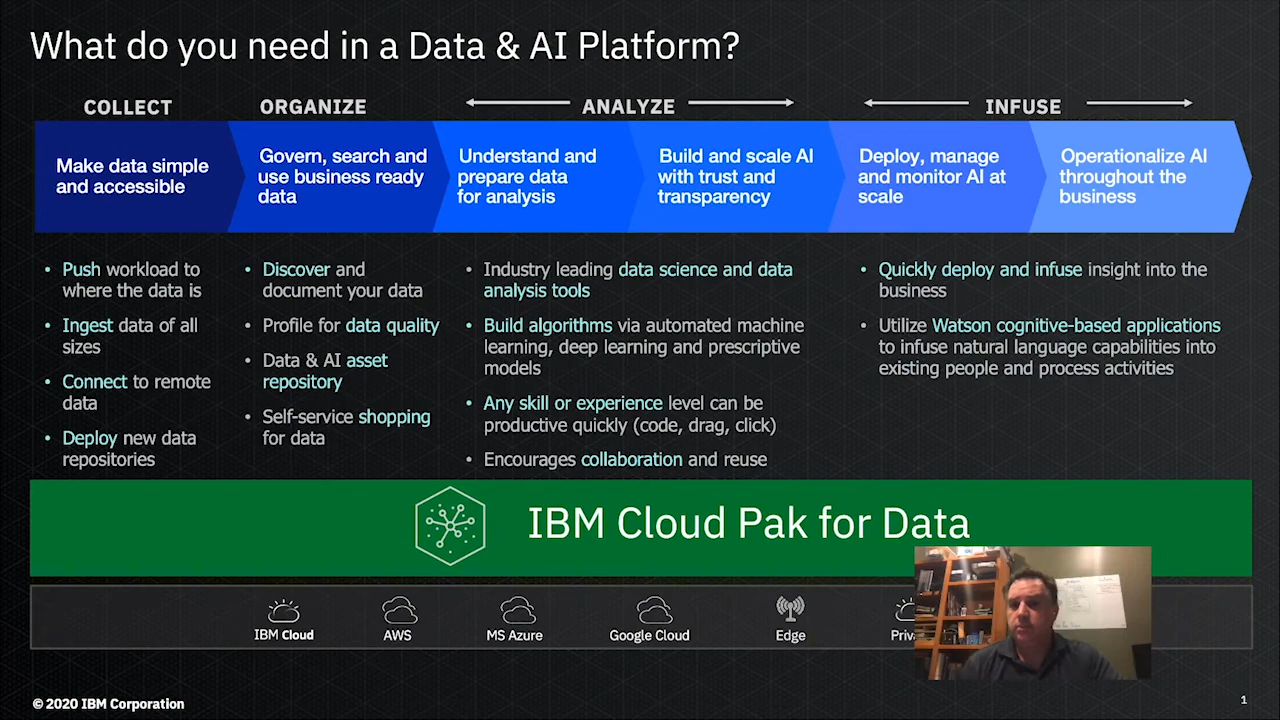 What do you need in a Data & AI Platform?
COLLECT
ORGANIZE
ANALYZE
INFUSE
Make data simple
and accessible
Govern, search and
use business ready
data
Understand and
prepare data
for analysis
Build and scale AI
with trust and
transparency
Deploy, manage
and monitor AI at
scale
Operationalize AI
throughout the
business
• Push workload to
where the data is
• Ingest data of all
sizes
• Connect to remote
data
• Deploy new data
repositories
• Discover and
document your data
• Profile for data quality
• Data & AI asset
repository
• Self-service shopping
for data
• Industry leading data science and data
analysis tools
• Build algorithms via automated machine
learning, deep learning and prescriptive
models
• Any skill or experience level can be
productive quickly (code, drag, click)
• Encourages collaboration and reuse
• Quickly deploy and infuse insight into the
business
• Utilize Watson cognitive-based applications
to infuse natural language capabilities into
existing people and process activities
IBM Cloud Pak for Data
IBM Cloud
AWS
MS Azure
Google Cloud
Edge
© 2020 IBM Corporation
1